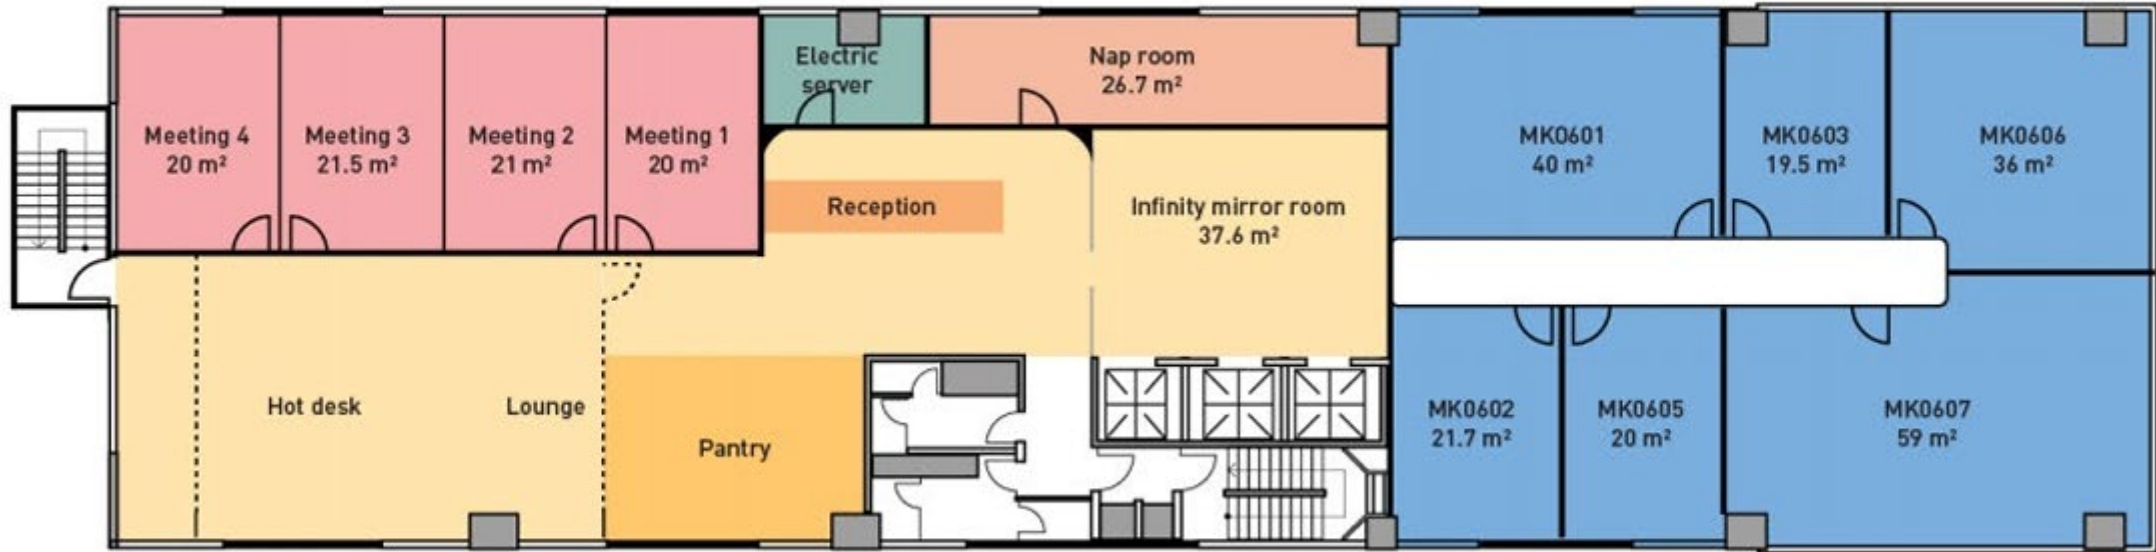 Electric
server
Nap room
26.7 m²
Meeting 4
20 m²
Meeting 3
21.5 m²
Meeting 2
21 m²
Meeting 1
20 m²
MK0601
40 m²
MK0603
19.5 m²
MK0606
36 m²
Reception
Infinity mirror room
37.6 m²
Hot desk
Lounge
Pantry
MK0602
21.7 m²
MK0605
20 m²
MK0607
59 m²